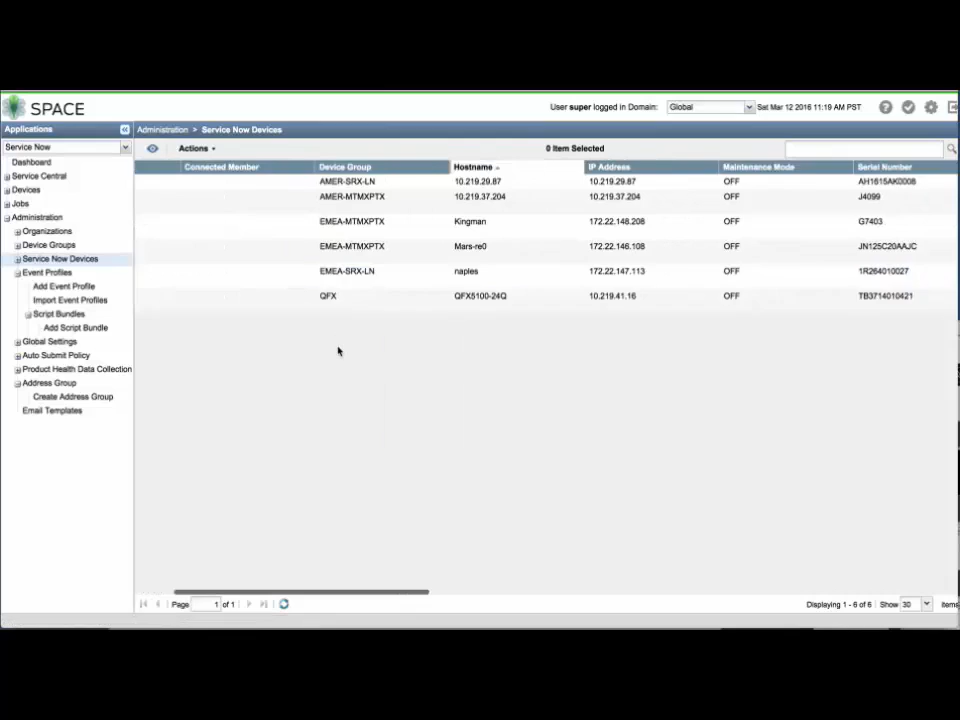 SPACE
User super logged in Domain: Global Sat Mar 12 2016 11:19 AM PST
Applications
Administration > Service Now Devices
Service Now
Actions
0 Item Selected
Dashboard
Service Central
Devices
Jobs
Administration
Organizations
Device Groups
Service Now Devices
Event Profiles
Add Event Profile
Import Event Profiles
Script Bundles
Add Script Bundle
Global Settings
Auto Submit Policy
Product Health Data Collection
Address Group
Create Address Group
Email Templates
Connected Member Device Group Hostname IP Address Maintenance Mode Serial Number
AMER-SRX-LN 10.219.29.87 10.219.29.87 OFF AH1615AK0008
AMER-MTMXPTX 10.219.37.204 10.219.37.204 OFF J4099
EMEA-MTMXPTX Kingman 172.22.148.208 OFF G7403
EMEA-MTMXPTX Mars-re0 172.22.146.108 OFF JN125C20AAJC
EMEA-SRX-LN naples 172.22.147.113 OFF 1R264010027
QFX QFX5100-24Q 10.219.41.16 OFF TB3714010421
Page 1 of 1
Displaying 1 - 6 of 6 Show 30 items